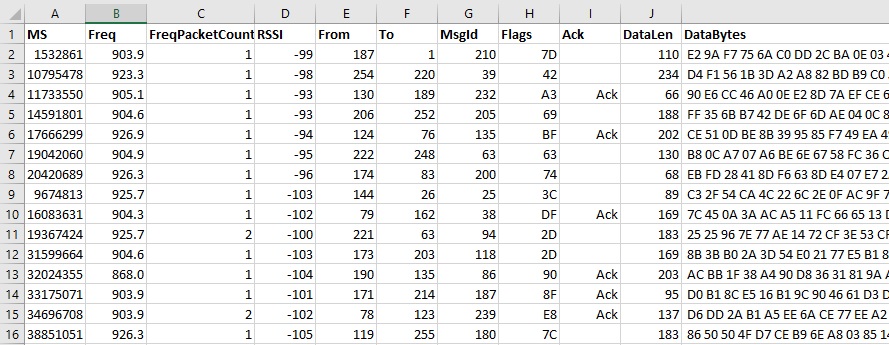 A B C D E F G H I J
1 MS Freq FreqPacketCount RSSI From To MsgId Flags Ack DataLen DataBytes
2 1532861 903.9 1 -99 187 1 210 7D 110 E2 9A F7 75 6A C0 DD 2C BA 0E 03
3 10795478 923.3 1 -98 254 220 39 42 234 D4 F1 56 1B 3D A2 A8 82 BD B9 C0
4 11733550 905.1 1 -93 130 189 232 A3 Ack 66 90 E6 CC 46 A0 0E E2 8D 7A EF CE
5 14591801 904.6 1 -93 206 252 205 69 188 FF 35 6B B7 42 DE 6F 6D AE 04 0C
6 17666299 926.9 1 -94 124 76 135 BF Ack 202 CE 51 0D BE 8B 39 95 85 F7 49 EA
7 19042060 904.9 1 -95 222 248 63 63 130 B8 0C A7 07 A6 BE 6E 67 58 FC 36
8 20420689 926.3 1 -96 174 83 200 74 68 EB FD 28 41 8D F6 63 8D E4 07 E7
9 9674813 925.7 1 -103 144 26 25 3C 89 C3 2F 54 CA 4C 22 6C 2E 0F AC 9F
10 16083631 904.3 1 -102 79 162 38 DF Ack 169 7C 45 0A 3A AC A5 11 FC 66 65 13
11 19367424 925.7 2 -100 221 63 94 2D 183 25 25 96 7E 77 AE 14 72 CF 3E 53
12 31599664 904.6 1 -103 173 203 118 2D 169 8B 3B B0 2A 3D 54 E0 21 77 E5 B1
13 32024355 868.0 1 -104 190 135 86 90 Ack 203 AC BB 1F 38 A4 90 D8 36 31 81 9A
14 33175071 903.9 1 -101 171 214 187 8F Ack 95 D0 B1 8C E5 16 B1 9C 90 46 61 D3
15 34696708 903.9 2 -102 78 123 239 E8 Ack 137 D6 DD 2A B1 A5 EE 6A CE 77 EE A2
16 38851051 926.3 1 -105 119 255 180 7C 183 86 50 50 4F D7 CE B9 6E A8 03 85